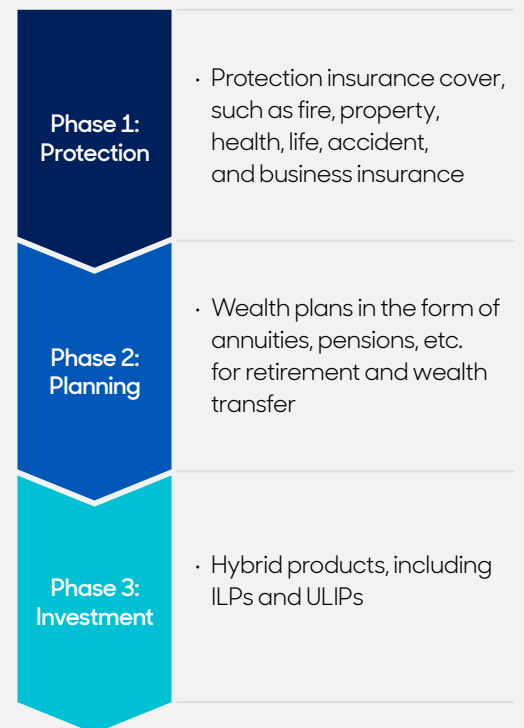 Phase 1:
Protection
· Protection insurance cover,
such as fire, property,
health, life, accident,
and business insurance
Phase 2:
Planning
· Wealth plans in the form of
annuities, pensions, etc.
for retirement and wealth
transfer
Phase 3:
Investment
· Hybrid products, including
ILPs and ULIPs